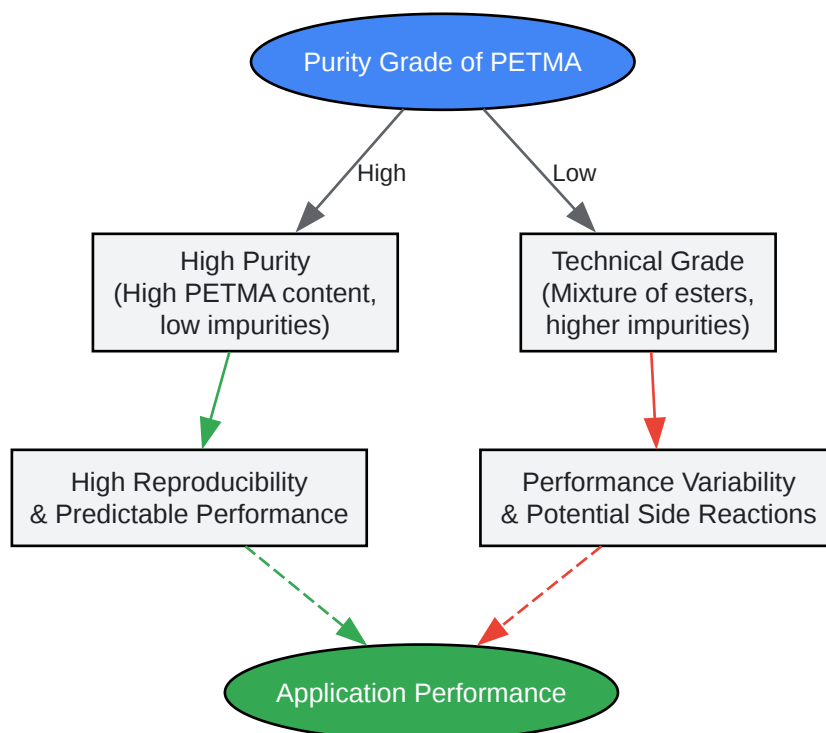 Purity Grade of PETMA
High
Low
High Purity
(High PETMA content,
low impurities)
Technical Grade
(Mixture of esters,
higher impurities)
High Reproducibility
& Predictable Performance
Performance Variability
& Potential Side Reactions
Application Performance